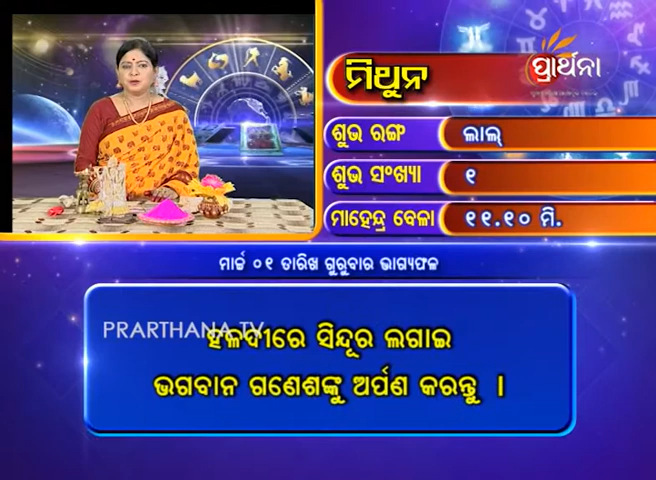 ମିଥୁନ
ପ୍ରାର୍ଥନା
ଶୁଭ ରଙ୍ଗ ଲାଲ୍
ଶୁଭ ସଂଖ୍ୟା ୧
ମାହେନ୍ଦ୍ର ବେଳା ୧୧.୧୦ ମି.
ମାର୍ଚ୍ଚ ୦୧ ତାରିଖ ଗୁରୁବାର ଭାଗ୍ୟଫଳ
PRARTHANA TV
ହଳଦୀରେ ସିନ୍ଦୂର ଲଗାଇ
ଭଗବାନ ଗଣେଶଙ୍କୁ ଅର୍ପଣ କରନ୍ତୁ ।